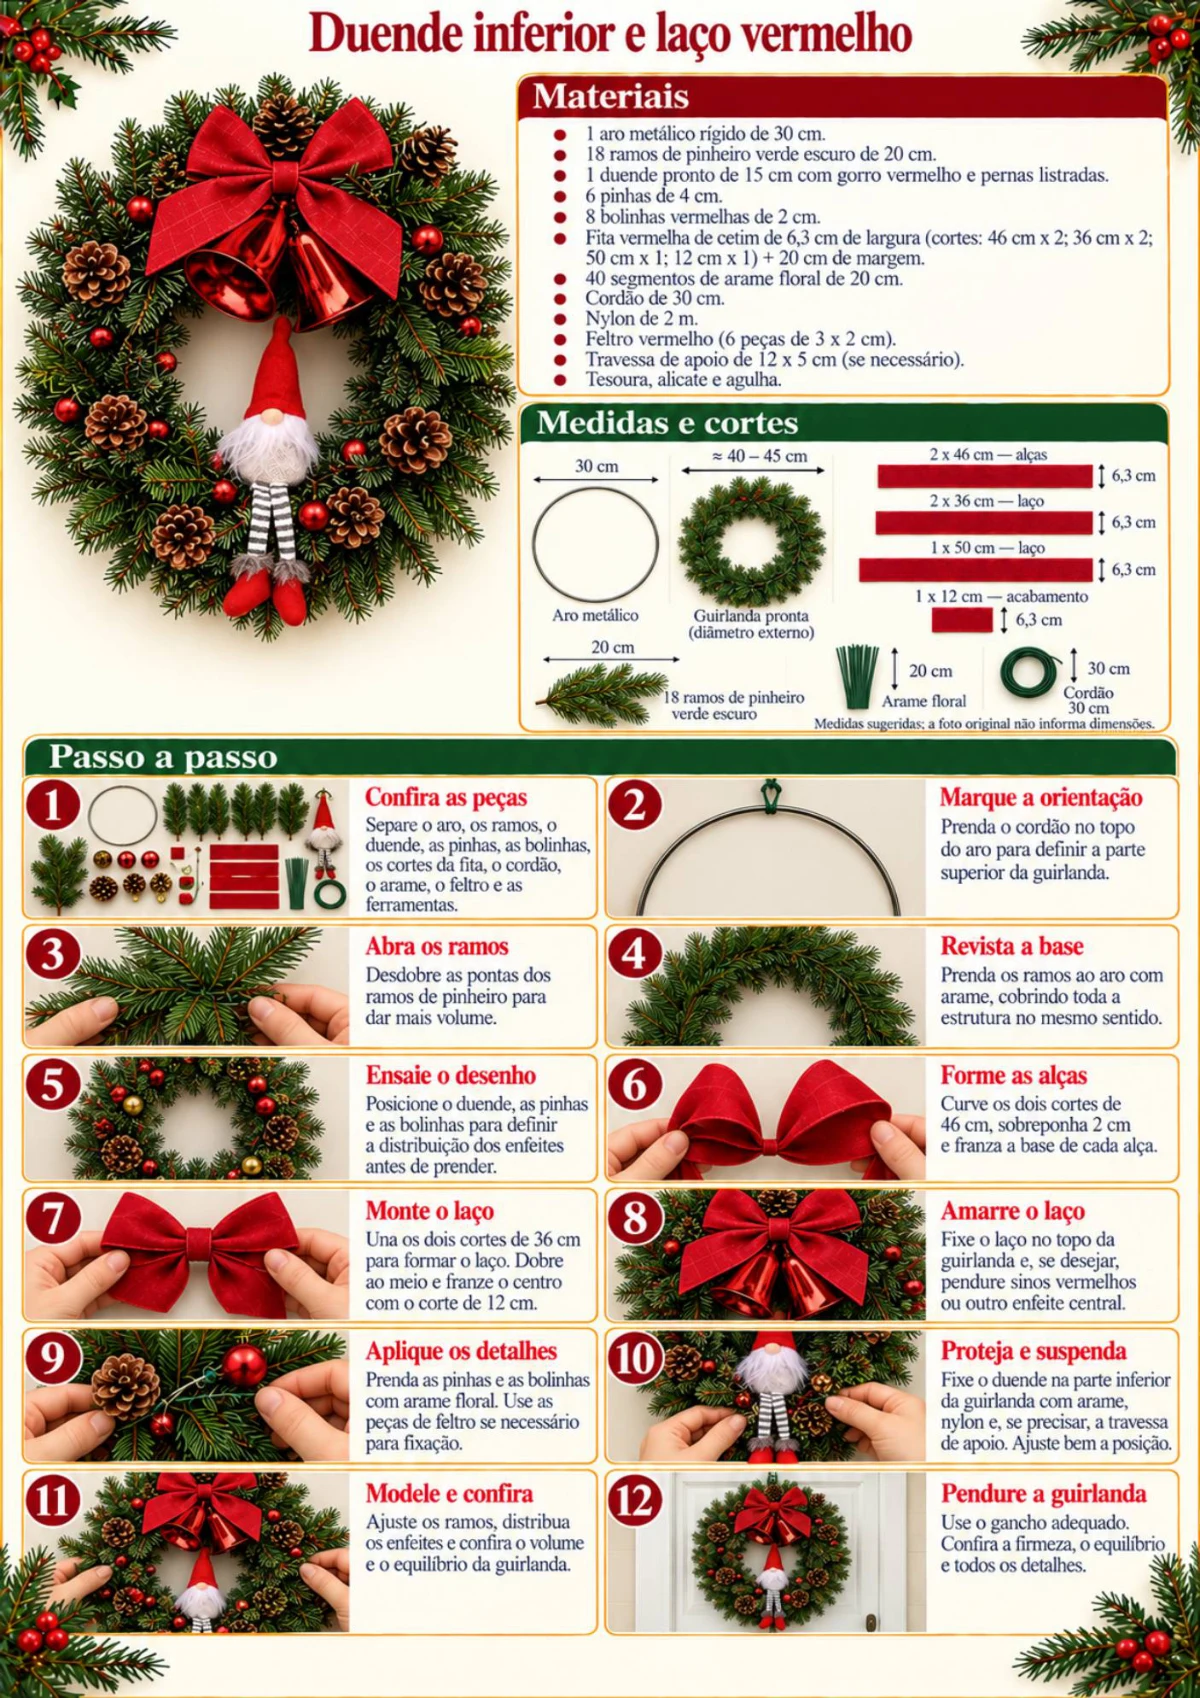 Duende inferior e laço vermelho
Materiais
1 aro metálico rígido de 30 cm.
18 ramos de pinheiro verde escuro de 20 cm.
1 duende pronto de 15 cm com gorro vermelho e pernas listradas.
6 pinhas de 4 cm.
8 bolinhas vermelhas de 2 cm.
Fita vermelha de cetim de 6,3 cm de largura (cortes: 46 cm x 2; 36 cm x 2;
50 cm x 1; 12 cm x 1) + 20 cm de margem.
40 segmentos de arame floral de 20 cm.
Cordão de 30 cm.
Nylon de 2 m.
Feltro vermelho (6 peças de 3 x 2 cm).
Travessa de apoio de 12 x 5 cm (se necessário).
Tesoura, alicate e agulha.
Medidas e cortes
30 cm
Aro metálico
≈ 40 – 45 cm
Guirlanda pronta
(diâmetro externo)
2 x 46 cm — alças
6,3 cm
2 x 36 cm — laço
6,3 cm
1 x 50 cm — laço
6,3 cm
1 x 12 cm — acabamento
6,3 cm
20 cm
18 ramos de pinheiro
verde escuro
20 cm
Arame floral
30 cm
Cordão
30 cm
Medidas sugeridas; a foto original não informa dimensões.
Passo a passo
1
Confira as peças
Separe o aro, os ramos, o
duende, as pinhas, as bolinhas,
os cortes da fita, o cordão,
o arame, o feltro e as
ferramentas.
2
Marque a orientação
Prenda o cordão no topo
do aro para definir a parte
superior da guirlanda.
3
Abra os ramos
Desdobre as pontas dos
ramos de pinheiro para
dar mais volume.
4
Revista a base
Prenda os ramos ao aro com
arame, cobrindo toda a
estrutura no mesmo sentido.
5
Ensaie o desenho
Posicione o duende, as pinhas
e as bolinhas para definir
a distribuição dos enfeites
antes de prender.
6
Forme as alças
Curve os dois cortes de
46 cm, sobreponha 2 cm
e franza a base de cada alça.
7
Monte o laço
Una os dois cortes de 36 cm
para formar o laço. Dobre
ao meio e franze o centro
com o corte de 12 cm.
8
Amarre o laço
Fixe o laço no topo da
guirlanda e, se desejar,
pendure sinos vermelhos
ou outro enfeite central.
9
Aplique os detalhes
Prenda as pinhas e as bolinhas
com arame floral. Use as
peças de feltro se necessário
para fixação.
10
Proteja e suspenda
Fixe o duende na parte inferior
da guirlanda com arame,
nylon e, se precisar, a travessa
de apoio. Ajuste bem a posição.
11
Modele e confira
Ajuste os ramos, distribua
os enfeites e confira o volume
e o equilíbrio da guirlanda.
12
Pendure a guirlanda
Use o gancho adequado.
Confira a firmeza, o equilíbrio
e todos os detalhes.